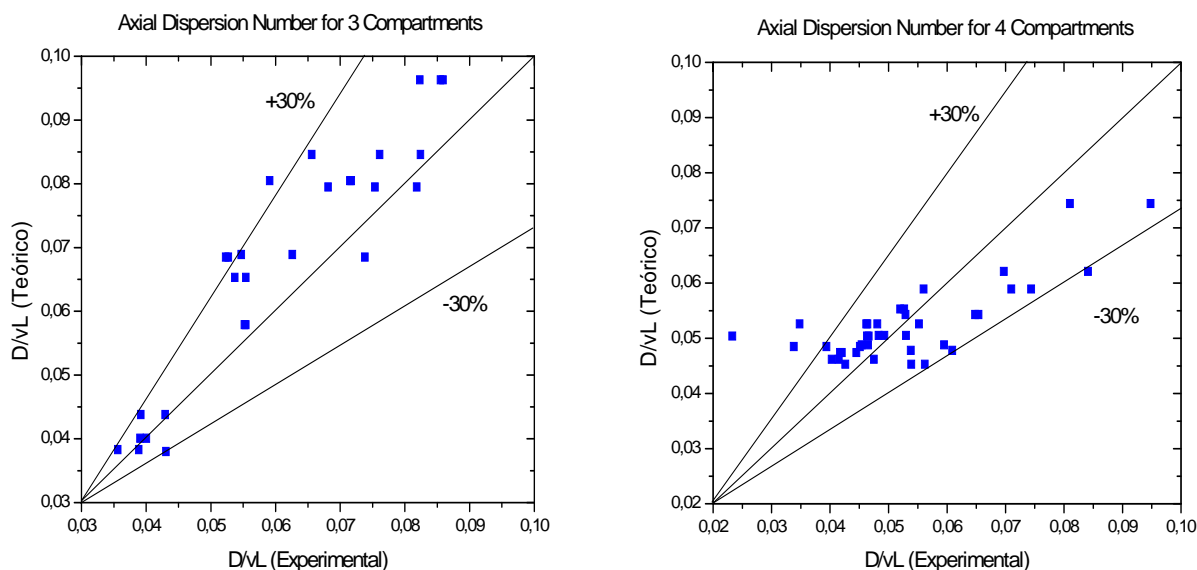 Axial Dispersion Number for 3 Compartments
0,10
0,09
0,08
0,07
0,06
0,05
0,04
0,03
D/vL (Teórico)
+30%
-30%
0,03 0,04 0,05 0,06 0,07 0,08 0,09 0,10
D/vL (Experimental)
Axial Dispersion Number for 4 Compartments
0,10
0,09
0,08
0,07
0,06
0,05
0,04
0,03
0,02
D/vL (Teórico)
+30%
-30%
0,02 0,03 0,04 0,05 0,06 0,07 0,08 0,09 0,10
D/vL (Experimental)